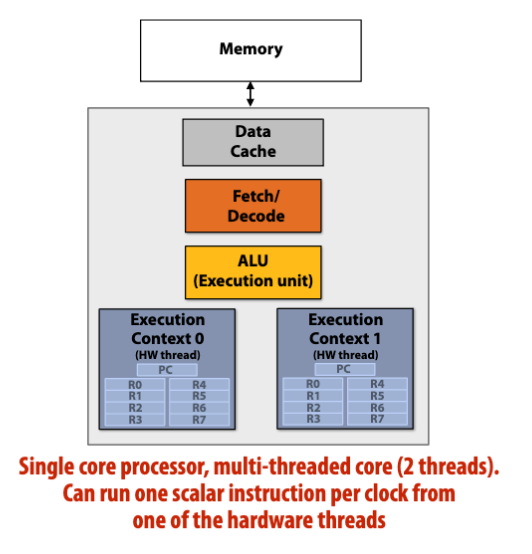 Memory
Data
Cache
Fetch/
Decode
ALU
(Execution unit)
Execution
Context 0
(HW thread)
PC
R0 R4
R1 R5
R2 R6
R3 R7
Execution
Context 1
(HW thread)
PC
R0 R4
R1 R5
R2 R6
R3 R7
Single core processor, multi-threaded core (2 threads).
Can run one scalar instruction per clock from
one of the hardware threads